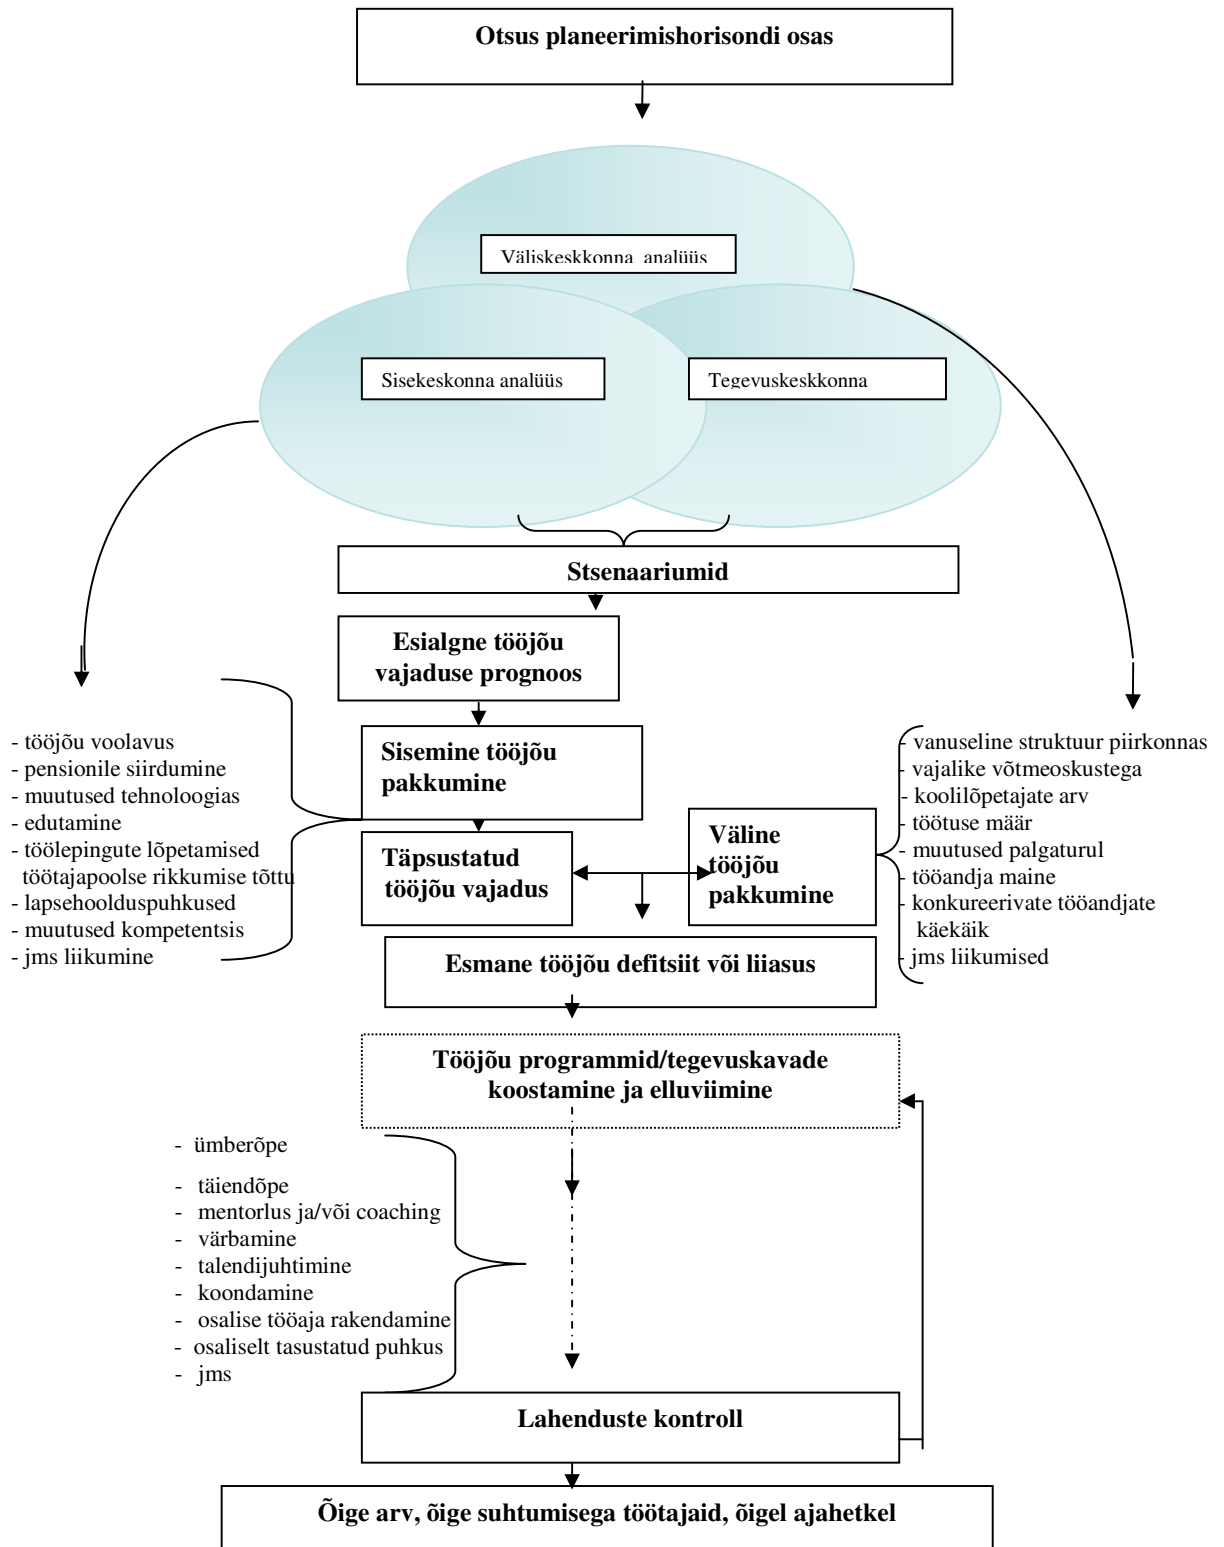 Otsus planeerimishorisondi osas
Väliskeskkonna analüüs
Sisekeskonna analüüs
Tegevuskeskkonna
Stsenaariumid
Esialgne tööjõu
vajaduse prognoos
Sisemine tööjõu
pakkumine
Täpsustatud
tööjõu vajadus
Väline
tööjõu
pakkumine
- tööjõu voolavus
- pensionile siirdumine
- muutused tehnoloogias
- edutamine
- töölepingute lõpetamised
töötajapoolse rikkumise tõttu
- lapsehoolduspuhkused
- muutused kompetentsis
- jms liikumine
- vanuseline struktuur piirkonnas
- vajalike võtmeoskustega
- koolilõpetajate arv
- töötuse määr
- muutused palgaturul
- tööandja maine
- konkureerivate tööandjate
käekäik
- jms liikumised
Esmane tööjõu defitsiit või liiasus
Tööjõu programmid/tegevuskavade
koostamine ja elluviimine
- ümberõpe
- täiendõpe
- mentorlus ja/või coaching
- värbamine
- talendijuhtimine
- koondamine
- osalise tööaja rakendamine
- osaliselt tasustatud puhkus
- jms
Lahenduste kontroll
Õige arv, õige suhtumisega töötajaid, õigel ajahetkel